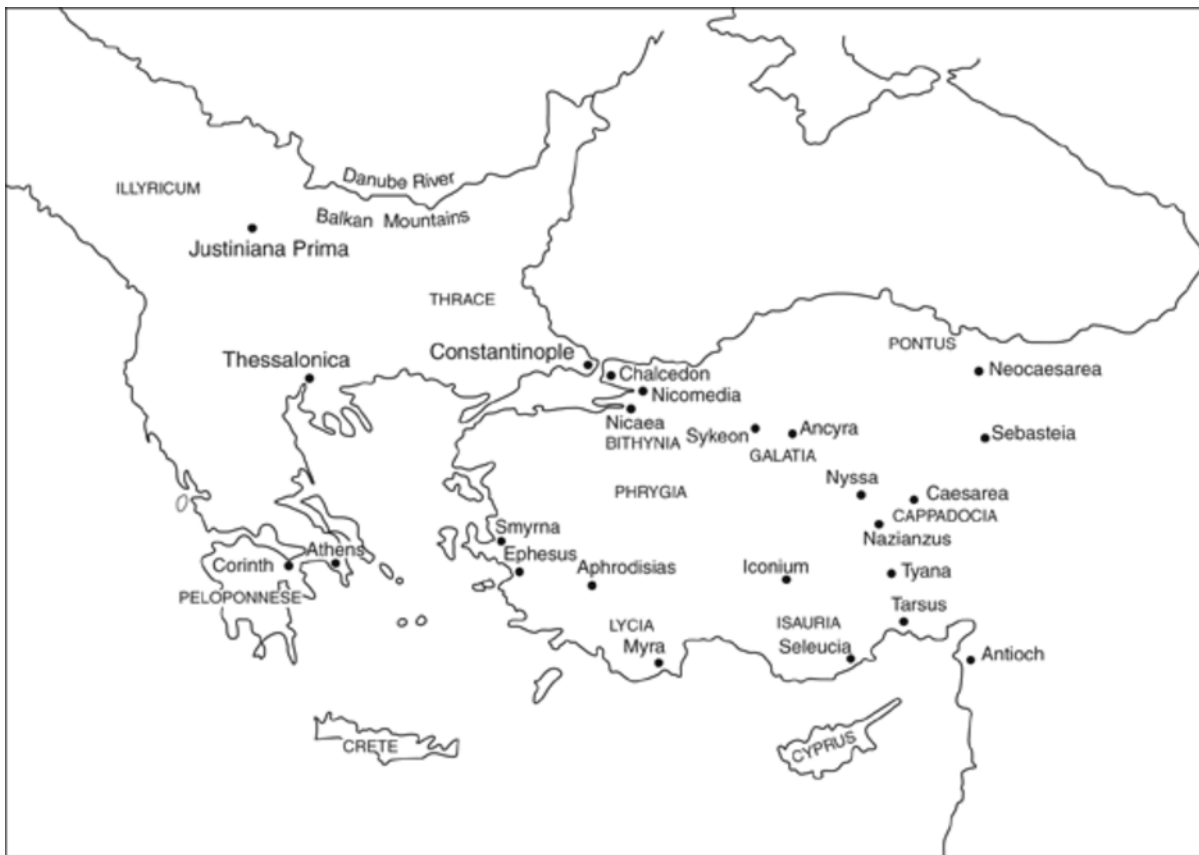 Danube River
ILLYRICUM
Balkan Mountains
Justiniana Prima
THRACE
PONTUS
Constantinople
Thessalonica
Chalcedon
Neocaesarea
Nicomedia
Nicaea
BITHYNIA
Sykeon
Ancyra
Sebasteia
GALATIA
Nyssa
PHRYGIA
Caesarea
CAPPADOCIA
Smyrna
Nazianzus
Athens
Ephesus
Corinth
Aphrodisias
Iconium
Tyana
PELOPONNESE
Tarsus
LYCIA
ISAURIA
Myra
Seleucia
Antioch
CRETE
CYPRUS